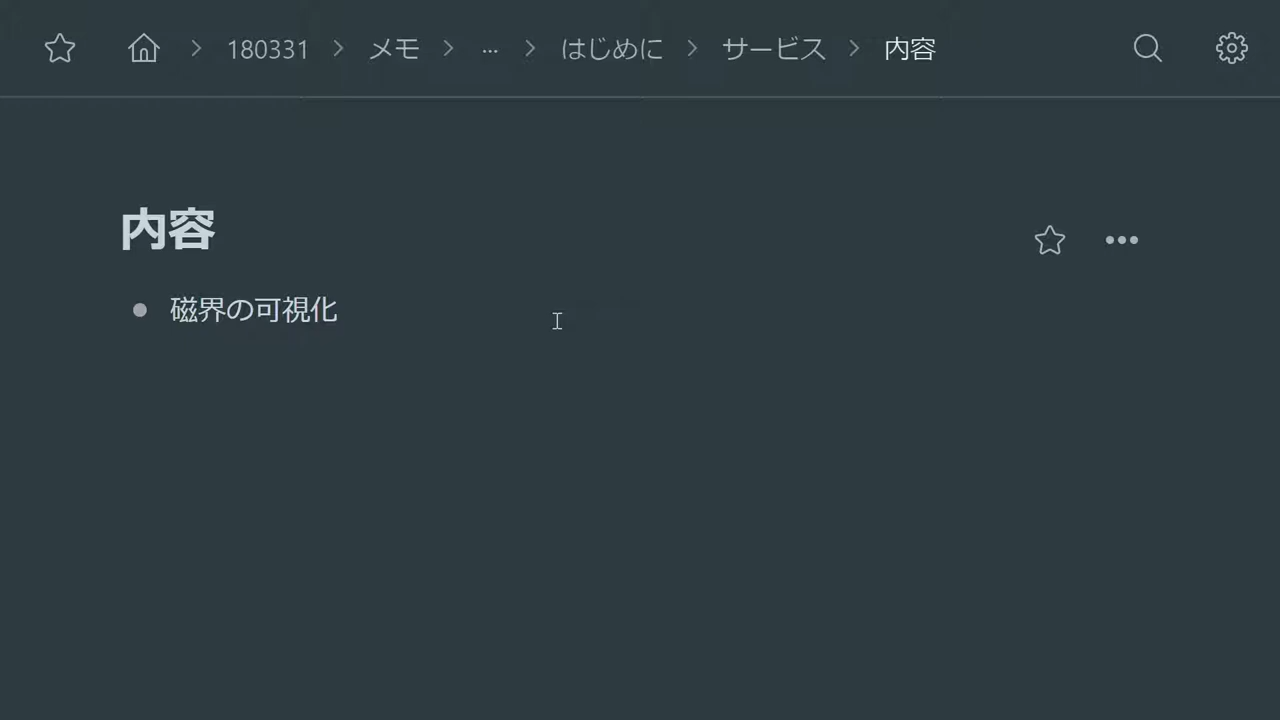 180331 メモ ... はじめに サービス 内容
内容
磁界の可視化